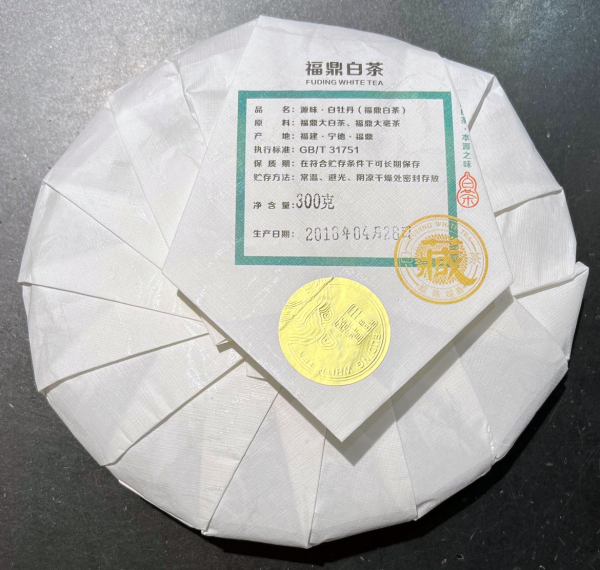 福鼎白茶
FUDING WHITE TEA
品 名：源味·白牡丹（福鼎白茶）
原 料：福鼎大白茶、福鼎大毫茶
产 地：福建·宁德·福鼎
执行标准：GB/T 31751
保 质 期：在符合贮存条件下可长期保存
贮存方法：常温、避光、阴凉干燥处密封存放
净 含 量：300克
生产日期：2018年04月28日
本源之味
白茶
藏